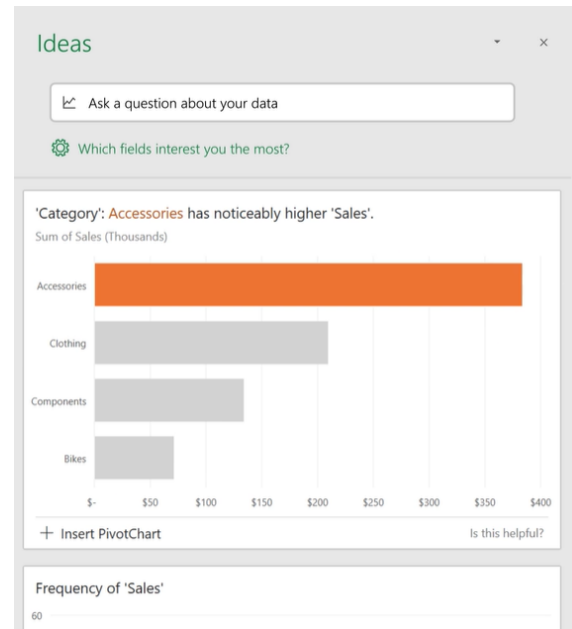 Ideas
Ask a question about your data
Which fields interest you the most?
'Category': Accessories has noticeably higher 'Sales'.
Sum of Sales (Thousands)
Accessories
Clothing
Components
Bikes
$- $50 $100 $150 $200 $250 $300 $350 $400
Insert PivotChart Is this helpful?
Frequency of 'Sales'
60